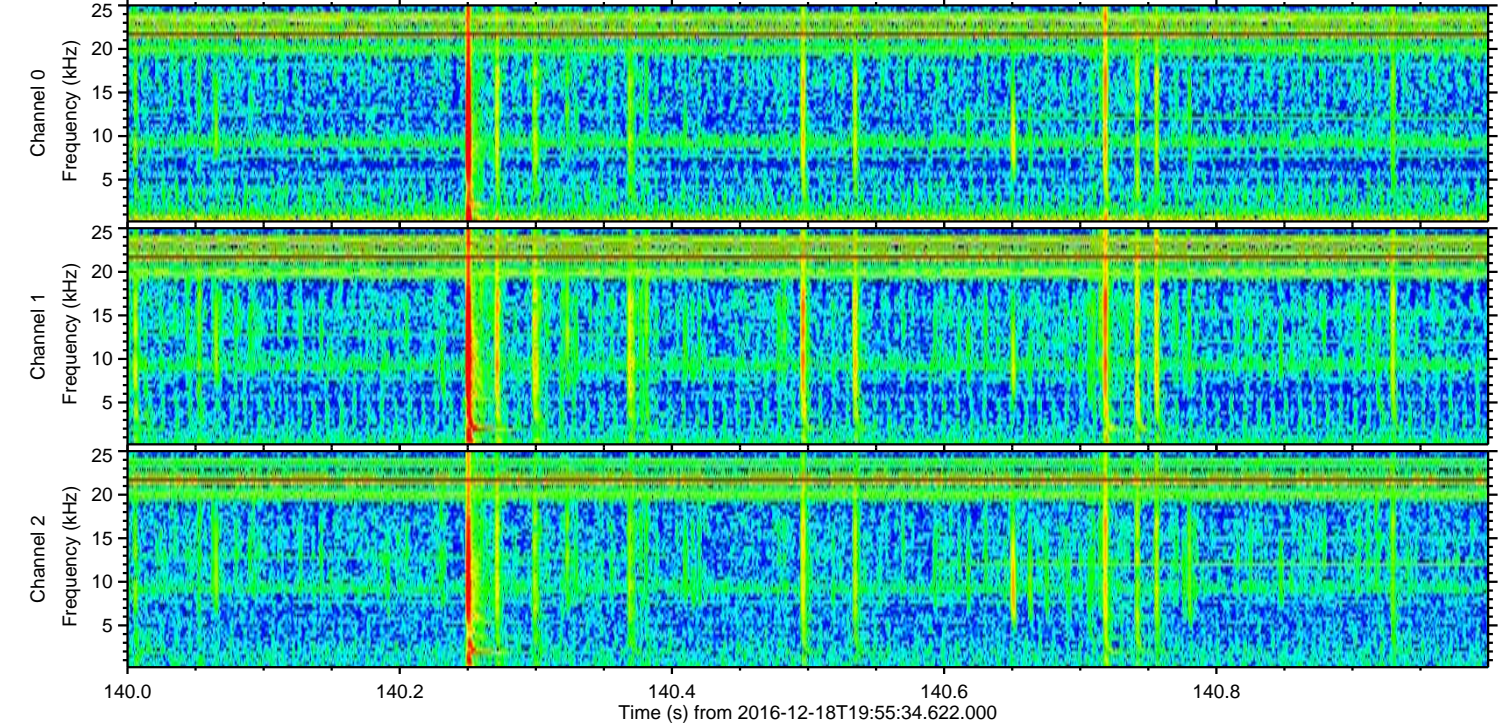 25
20
15
10
5
Channel 0
Frequency (kHz)
25
20
15
10
5
Channel 1
Frequency (kHz)
25
20
15
10
5
Channel 2
Frequency (kHz)
140.0 140.2 140.4 140.6 140.8
Time (s) from 2016-12-18T19:55:34.622.000